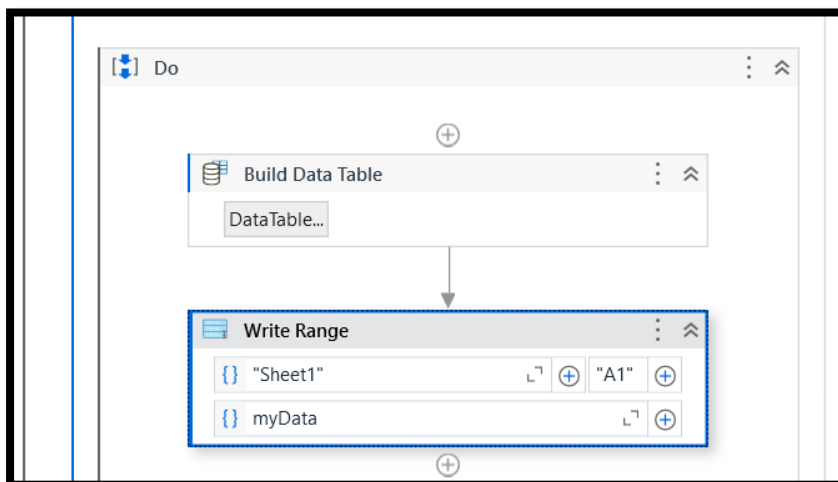 Do
Build Data Table
DataTable...
Write Range
{} "Sheet1" "A1"
{} myData